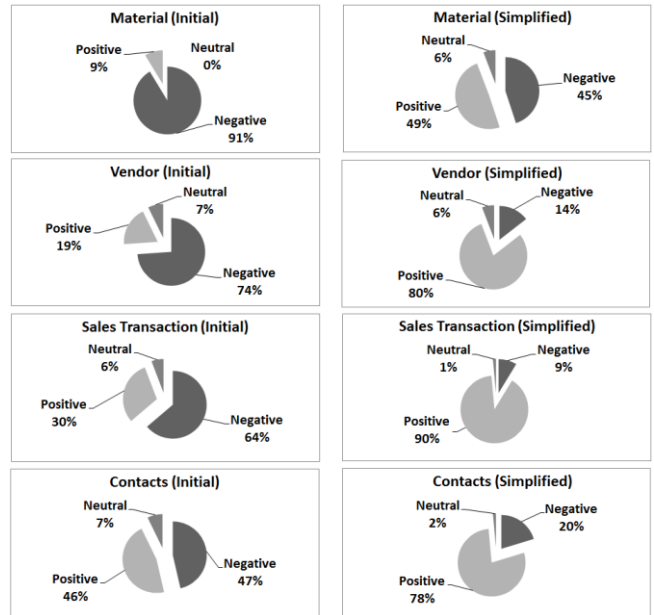 Material (Initial)
Positive
9%
Neutral
0%
Negative
91%
Material (Simplified)
Neutral
6%
Negative
45%
Positive
49%
Vendor (Initial)
Neutral
7%
Positive
19%
Negative
74%
Vendor (Simplified)
Neutral
6%
Negative
14%
Positive
80%
Sales Transaction (Initial)
Neutral
6%
Positive
30%
Negative
64%
Sales Transaction (Simplified)
Neutral
1%
Negative
9%
Positive
90%
Contacts (Initial)
Neutral
7%
Negative
47%
Positive
46%
Contacts (Simplified)
Neutral
2%
Negative
20%
Positive
78%